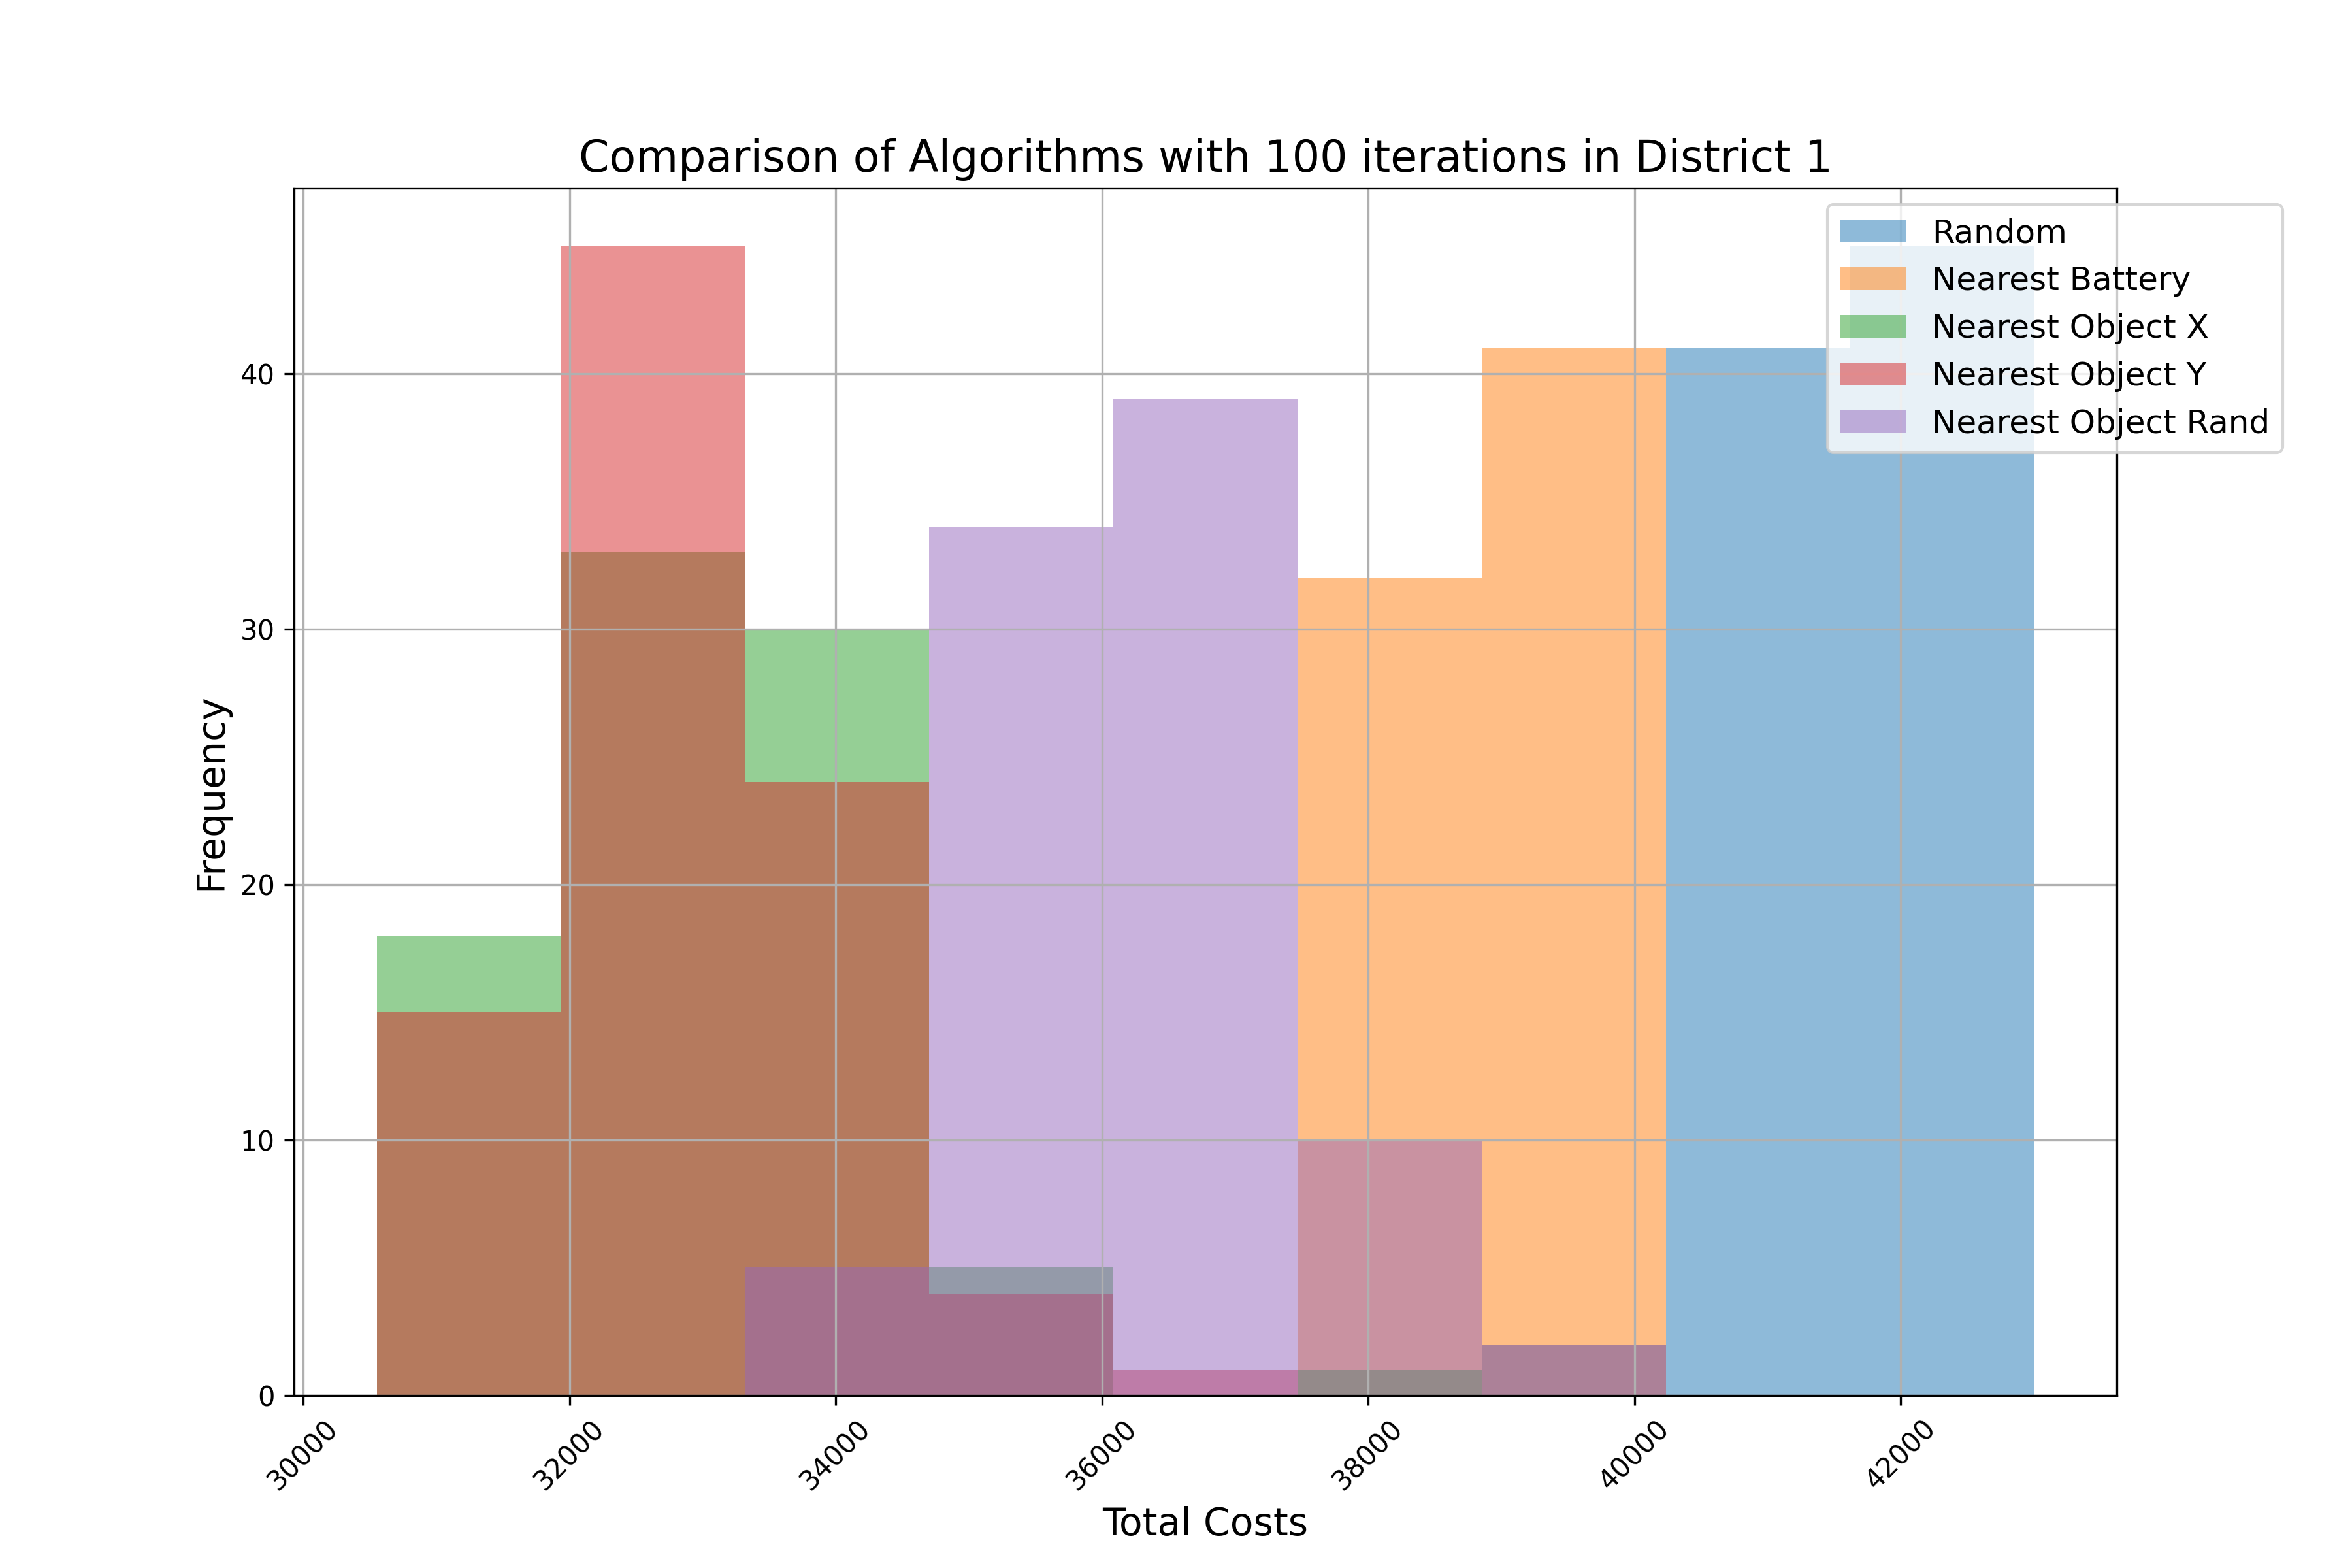 Comparison of Algorithms with 100 iterations in District 1
Random
Nearest Battery
Nearest Object X
Nearest Object Y
Nearest Object Rand
40
30
20
10
0
Frequency
30000
32000
34000
36000
38000
40000
42000
Total Costs